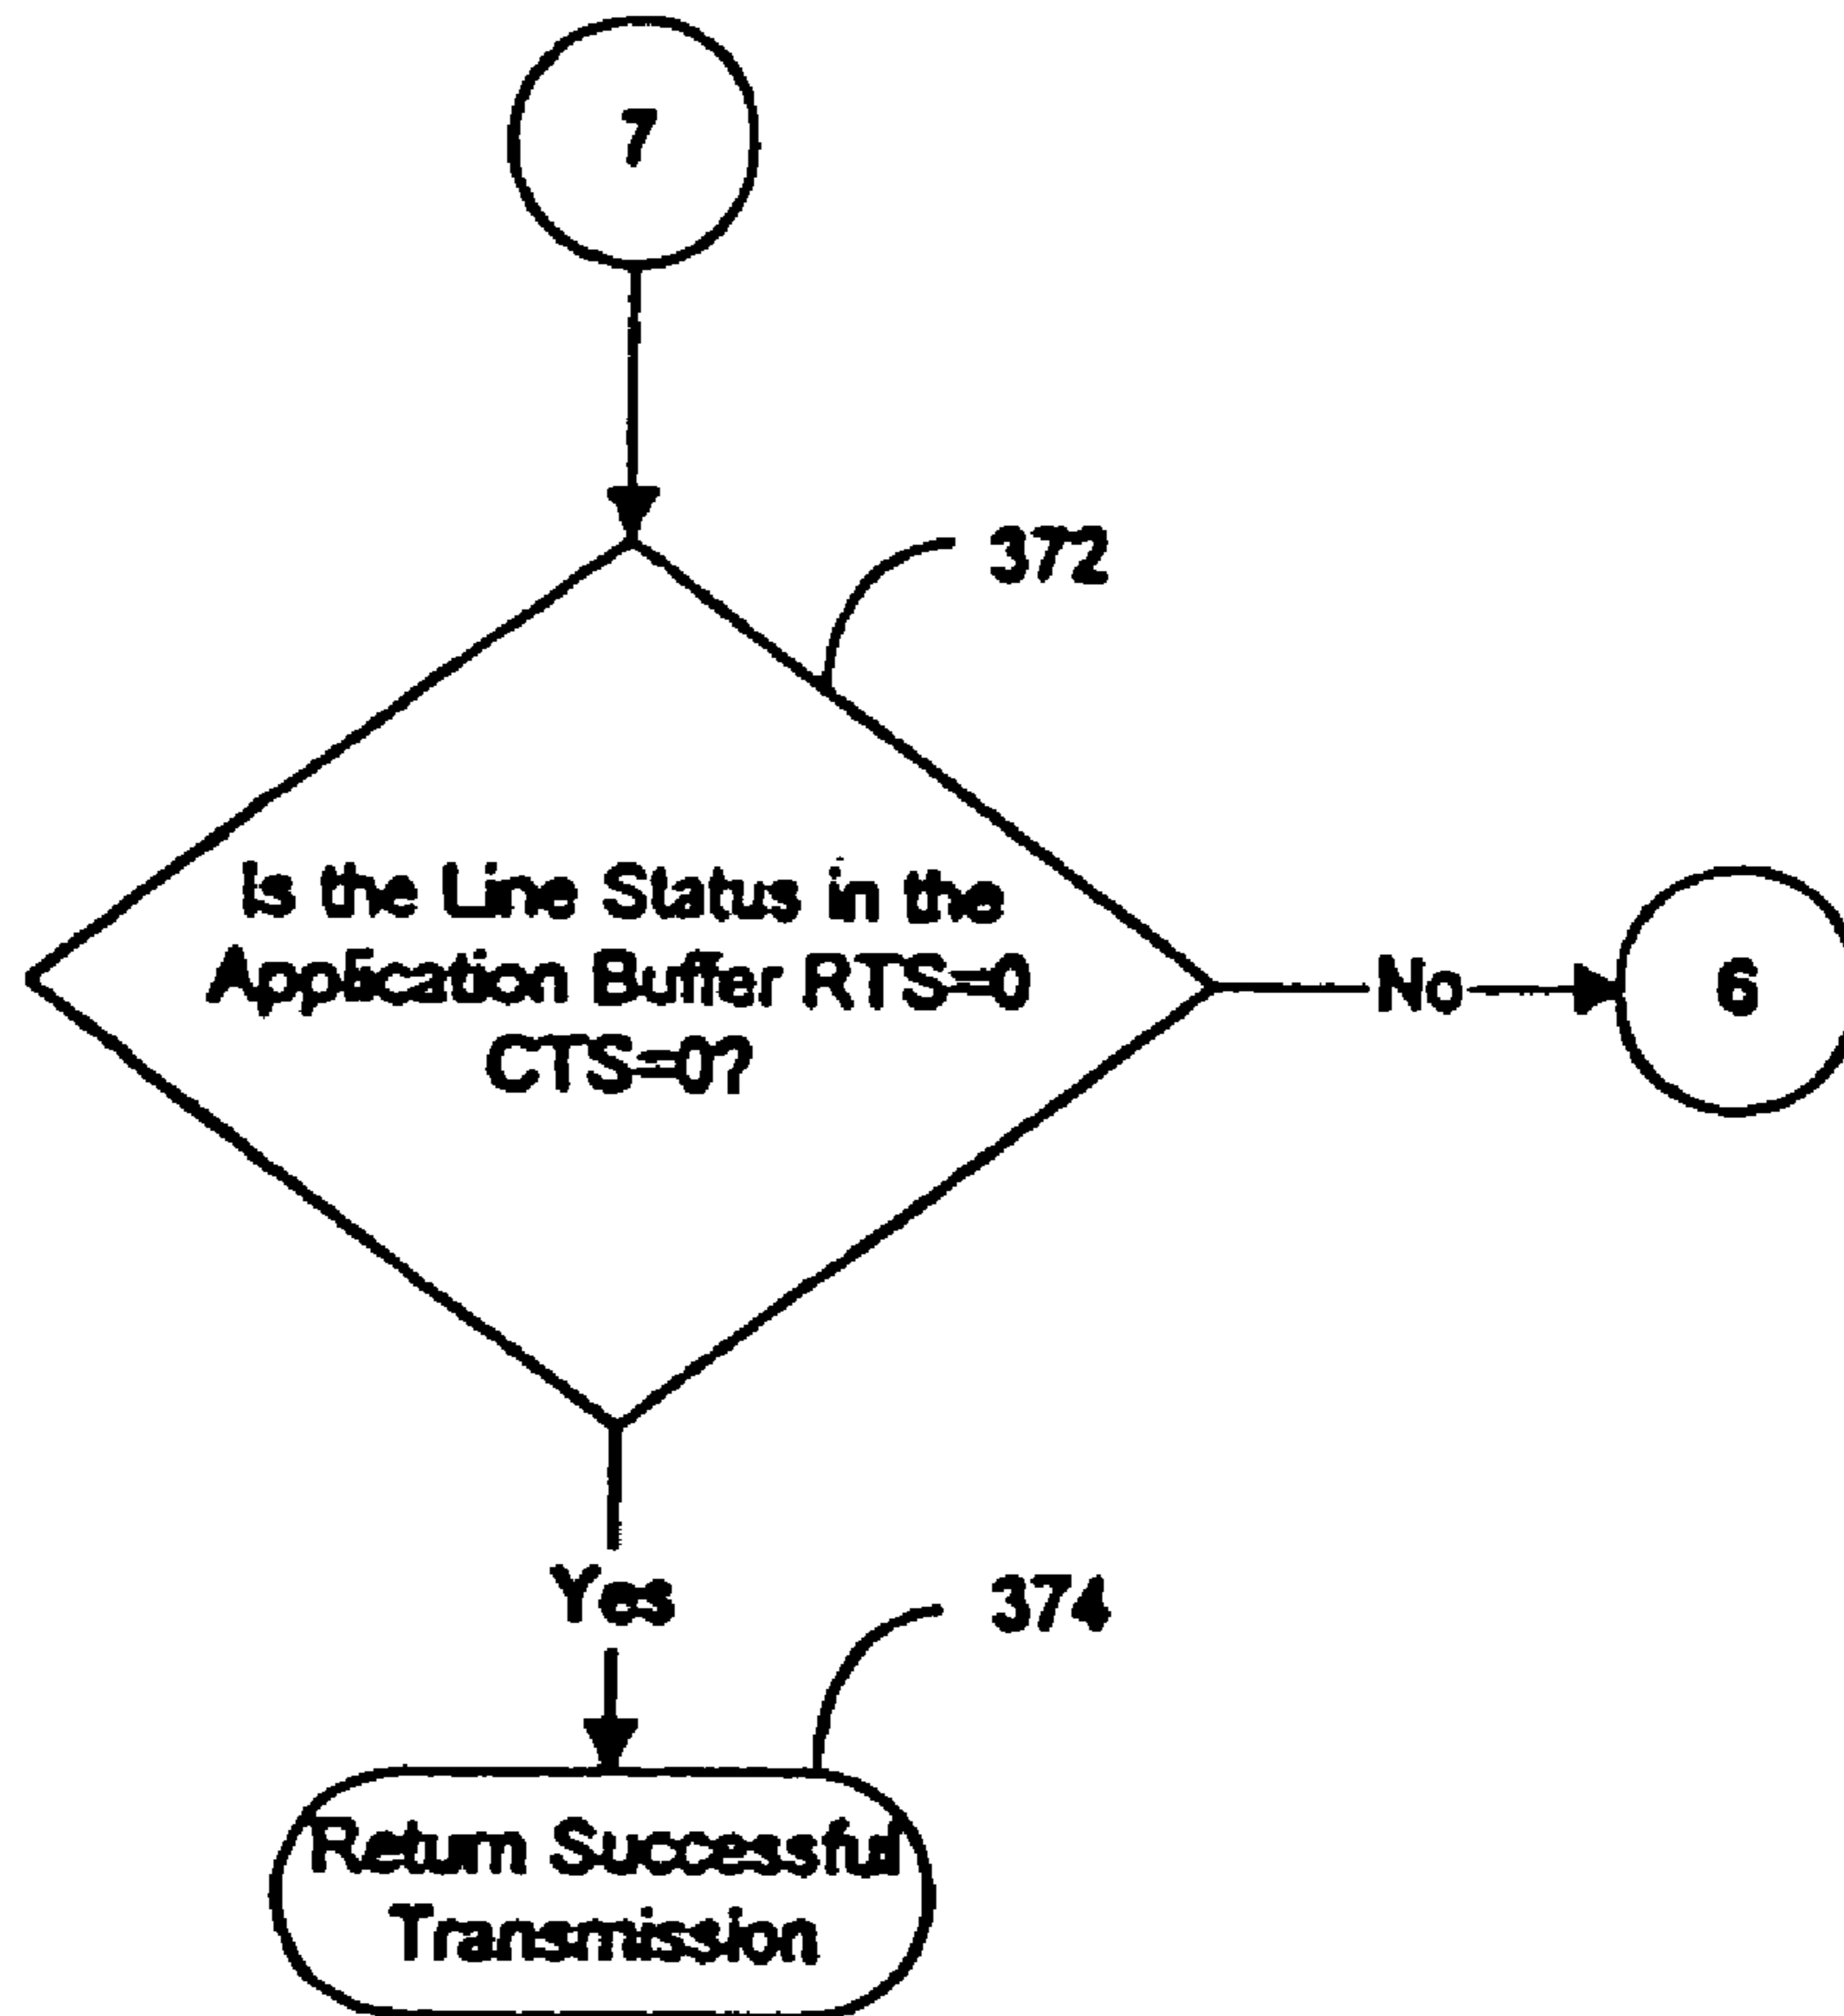 7
372
Is the Line Status in the
Application Buffer RTS=0
CTS=0?
No
6
Yes
374
Return Successful
Transmission